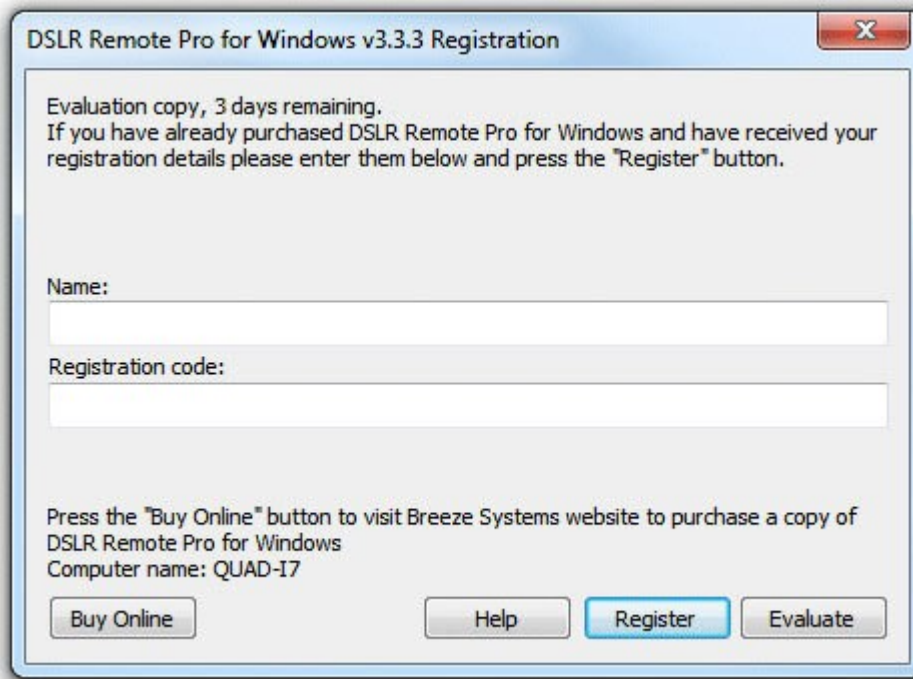 DSLR Remote Pro for Windows v3.3.3 Registration
Evaluation copy, 3 days remaining.
If you have already purchased DSLR Remote Pro for Windows and have received your
registration details please enter them below and press the "Register" button.
Name:
Registration code:
Press the "Buy Online" button to visit Breeze Systems website to purchase a copy of
DSLR Remote Pro for Windows
Computer name: QUAD-I7
Buy Online Help Register Evaluate